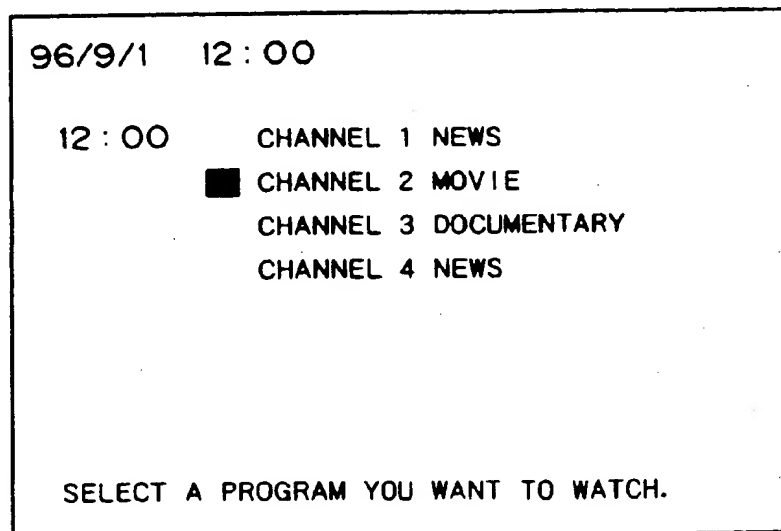 96/9/1 12:00
12:00 CHANNEL 1 NEWS
CHANNEL 2 MOVIE
CHANNEL 3 DOCUMENTARY
CHANNEL 4 NEWS
SELECT A PROGRAM YOU WANT TO WATCH.